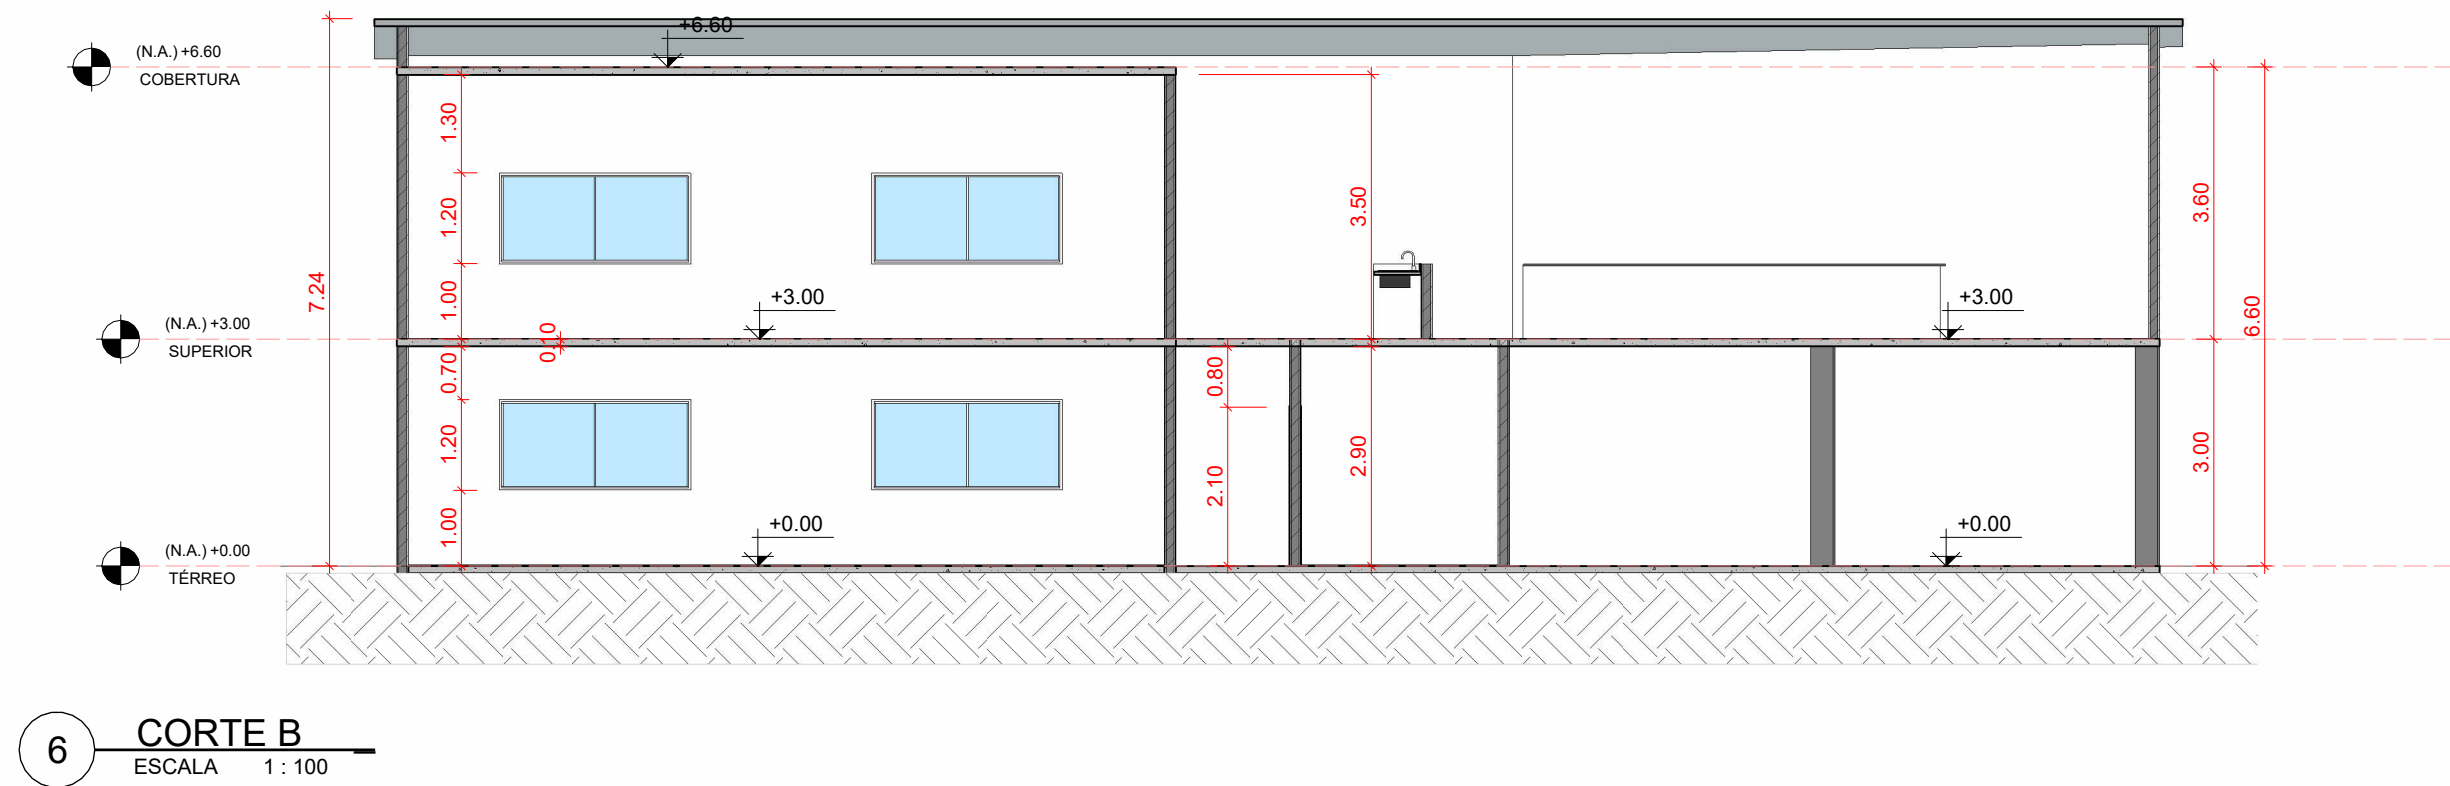 +6.60
(N.A.) +6.60
COBERTURA
1.30
1.20
1.00
7.24
3.50
3.60
+3.00
+3.00
(N.A.) +3.00
SUPERIOR
0.10
0.70
0.80
6.60
1.20
2.10
2.90
3.00
1.00
+0.00
+0.00
(N.A.) +0.00
TÉRREO
6
CORTE B
ESCALA 1 : 100